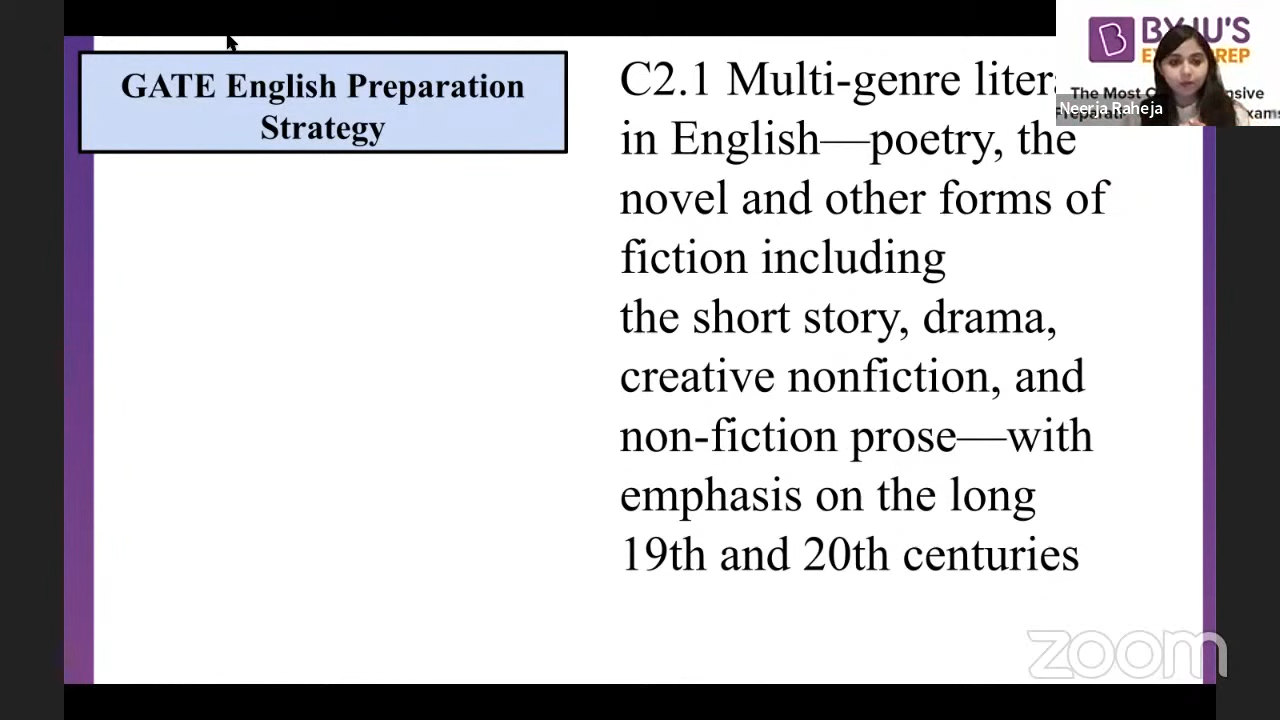 GATE English Preparation
Strategy
C2.1 Multi-genre
in English—poetry, the
novel and other forms of
fiction including
the short story, drama,
creative nonfiction, and
non-fiction prose—with
emphasis on the long
19th and 20th centuries
BYJU'S
The Most
Neerja Raheja
zoom